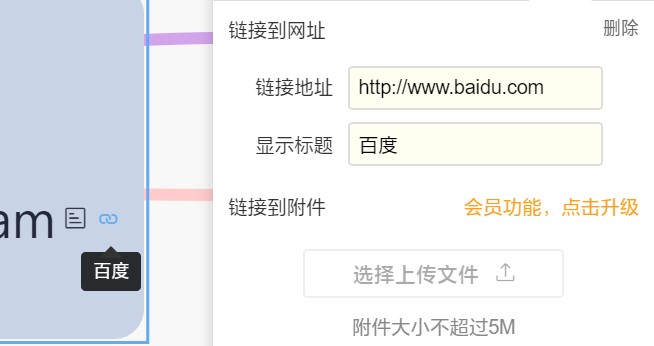 链接到网址
删除
链接地址
http://www.baidu.com
显示标题
百度
链接到附件
会员功能，点击升级
am
百度
选择上传文件
附件大小不超过5M